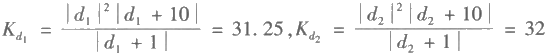 K_{d_1} = \frac{|d_1|^2 |d_1 + 10|}{|d_1 + 1|} = 31.25, K_{d_2} = \frac{|d_2|^2 |d_2 + 10|}{|d_2 + 1|} = 32